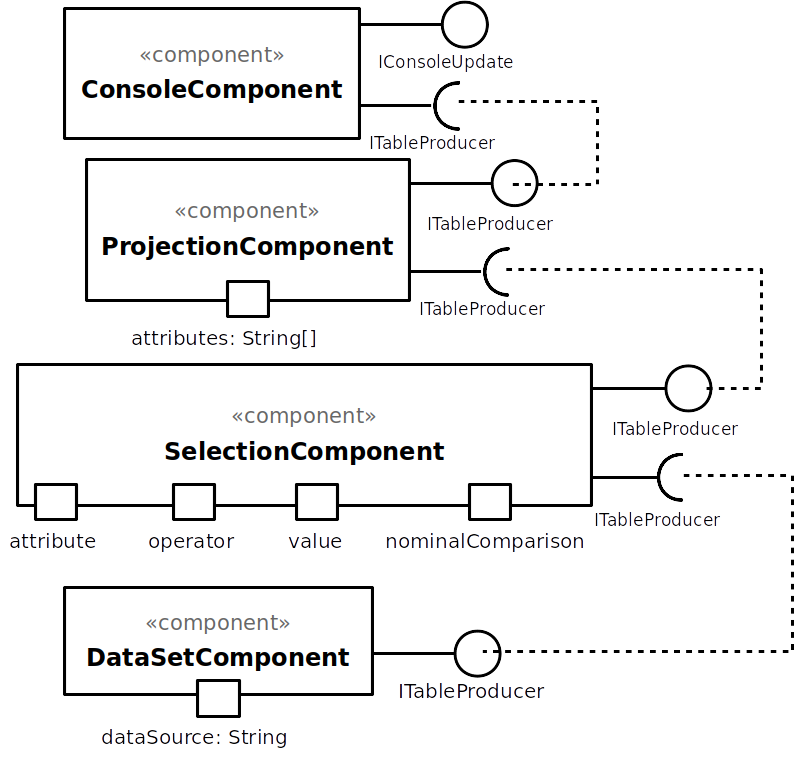 «component»
ConsoleComponent
IConsoleUpdate
ITableProducer
«component»
ProjectionComponent
ITableProducer
ITableProducer
attributes: String[]
«component»
SelectionComponent
ITableProducer
ITableProducer
attribute
operator
value
nominalComparison
«component»
DataSetComponent
ITableProducer
dataSource: String